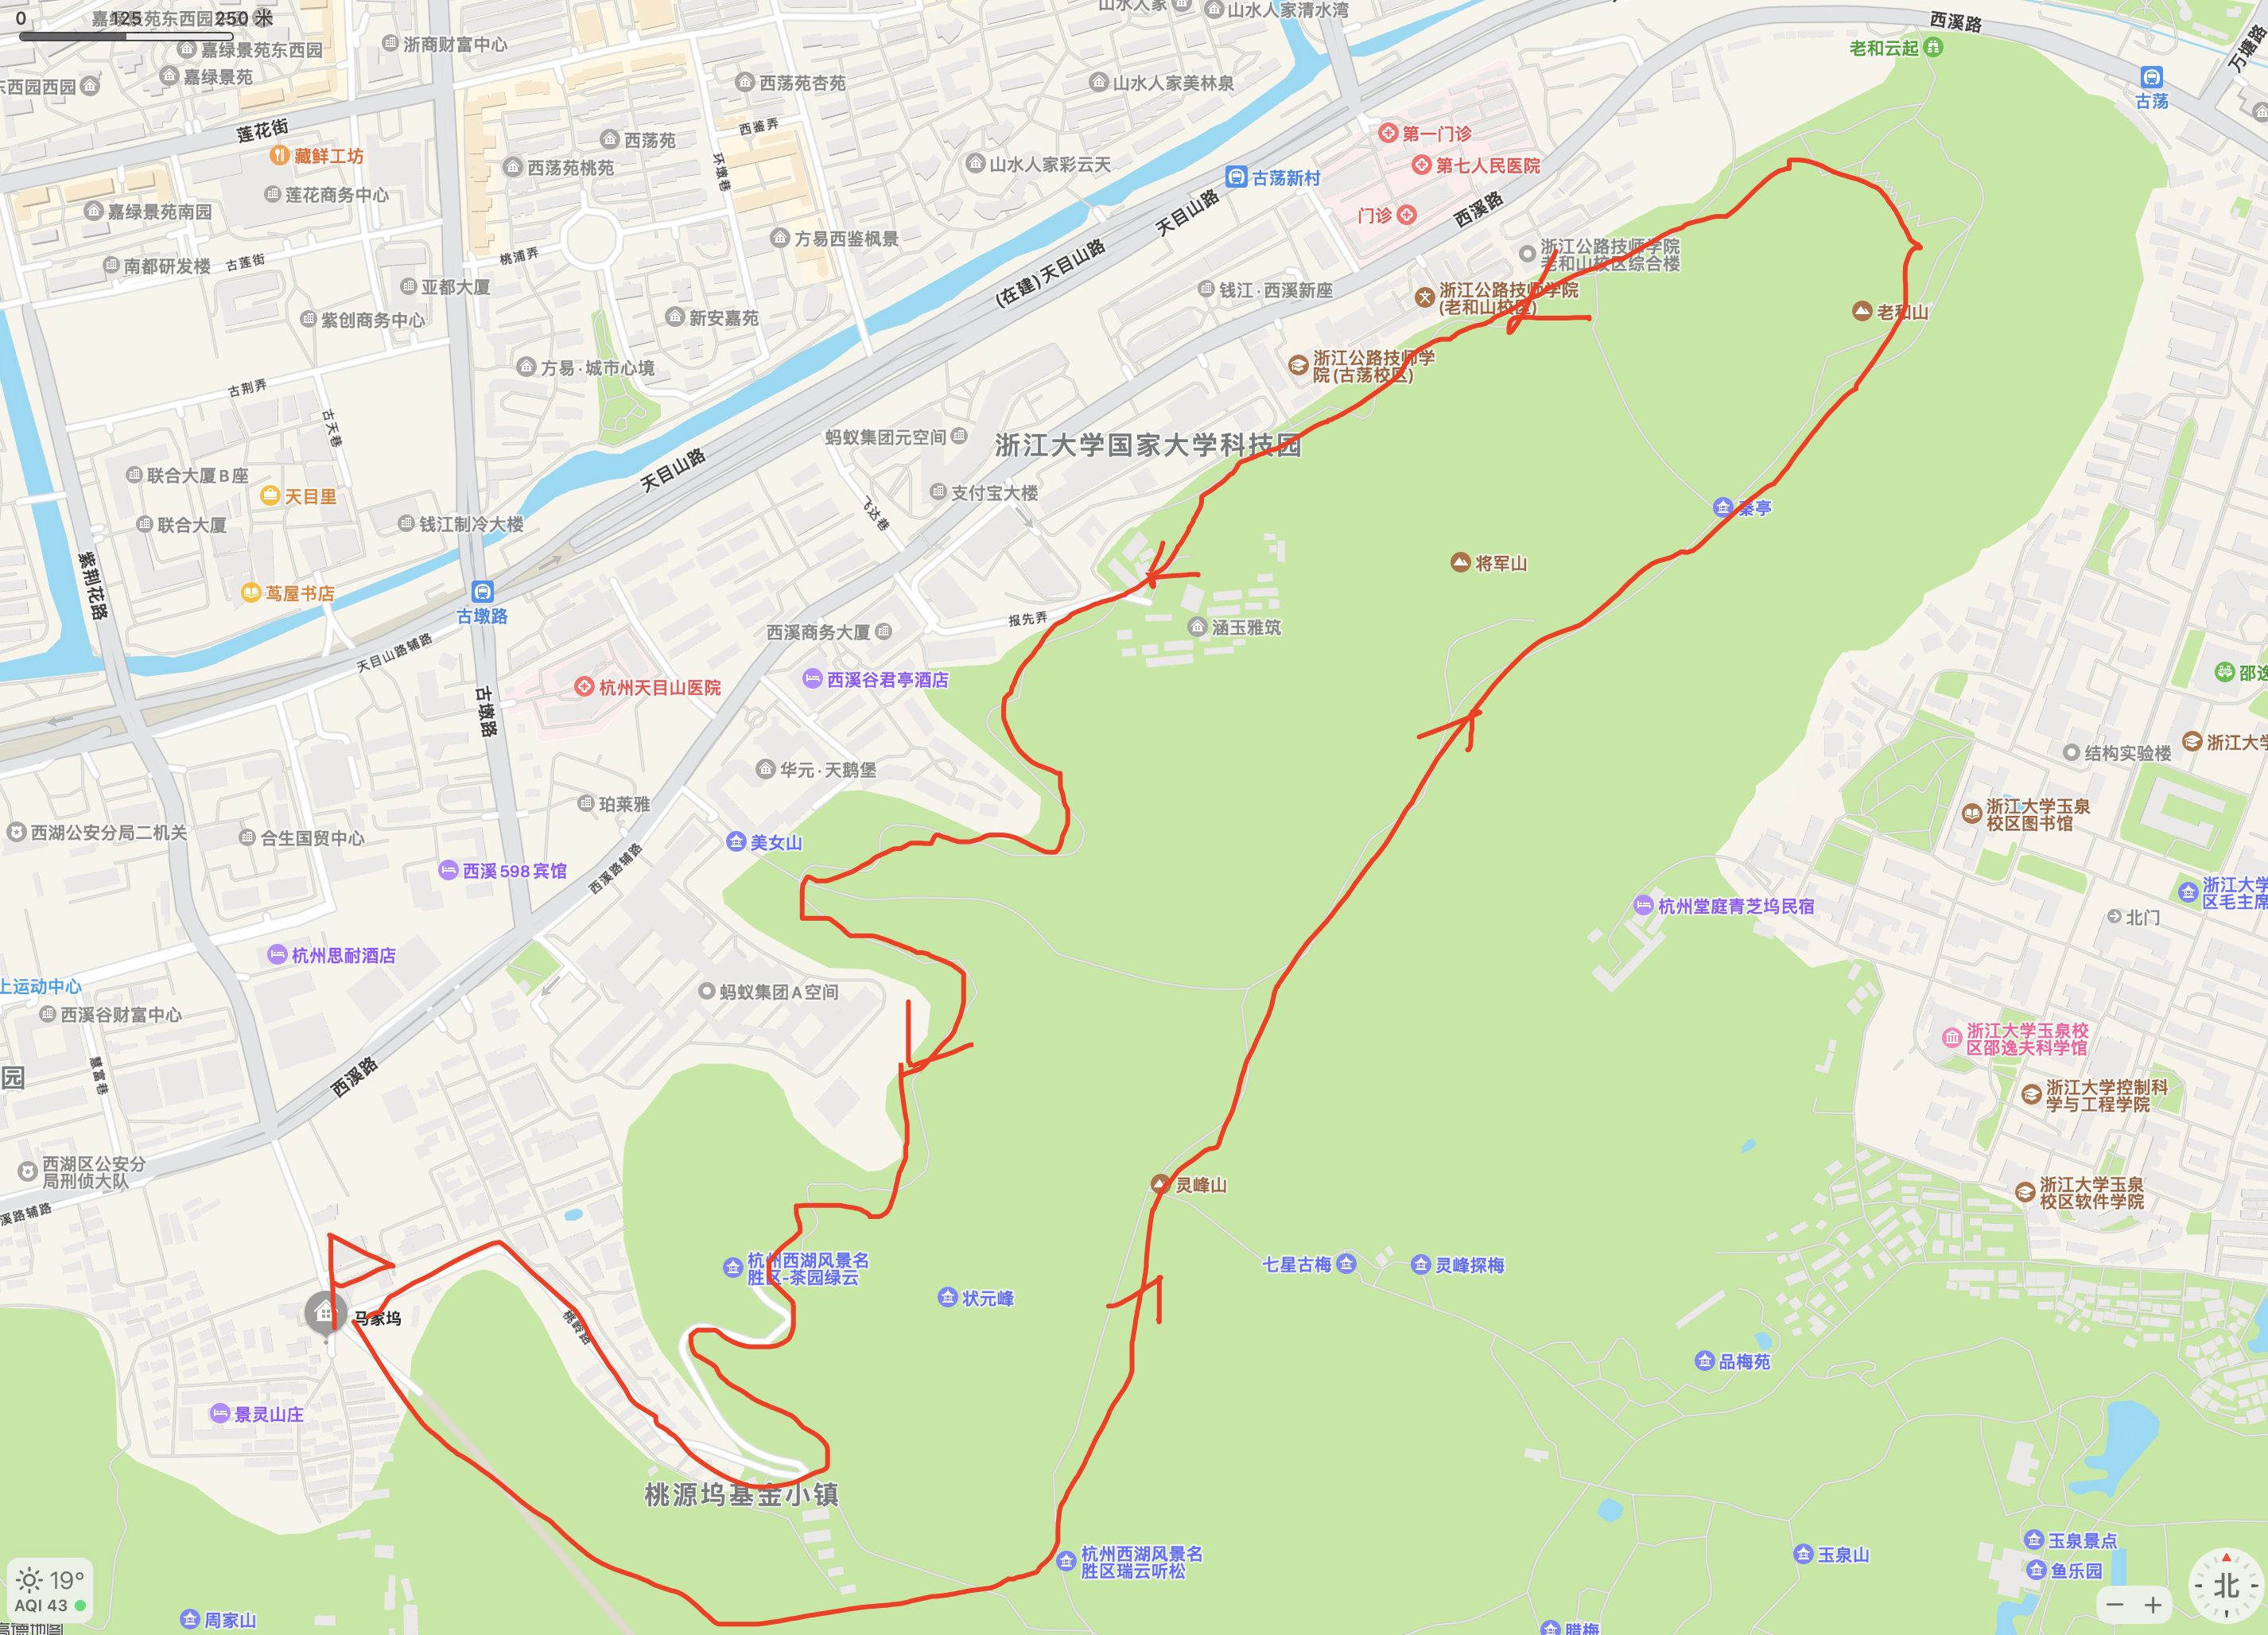 0
125
250 米
嘉绿景苑东西园
嘉绿景苑东西园
嘉绿景苑
东西园西园
浙商财富中心
莲花街
藏鲜工坊
莲花商务中心
嘉绿景苑南园
南都研发楼
古莲街
亚都大厦
紫创商务中心
古荆弄
古天巷
联合大厦B座
天目里
联合大厦
钱江制冷大楼
紫荆花路
茑屋书店
古墩路
天目山路辅路
古墩路
西荡苑杏苑
西鉴弄
环墩巷
西荡苑
西荡苑桃苑
桃浦弄
方易西鉴枫景
新安嘉苑
方易·城市心境
山水人家
山水人家清水湾
山水人家美林泉
山水人家彩云天
古荡新村
天目山路
(在建)天目山路
天目山路
第一门诊
第七人民医院
门诊
西溪路
西溪路
老和云起
万塘路
古荡
浙江公路技师学院
老和山校区综合楼
浙江公路技师学院
(老和山校区)
钱江·西溪新座
浙江公路技师学
院(古荡校区)
老和山
蚂蚁集团元空间
浙江大学国家大学科技园
支付宝大楼
飞达巷
秦亭
将军山
报先弄
涵玉雅筑
西溪商务大厦
西溪谷君亭酒店
杭州天目山医院
华元·天鹅堡
珀莱雅
美女山
西湖公安分局二机关
合生国贸中心
西溪598宾馆
西溪路辅路
杭州思耐酒店
上运动中心
西溪谷财富中心
蚂蚁集团A空间
园
慧富巷
西溪路
西湖区公安分
局刑侦大队
溪路辅路
邵逸
浙江大学
结构实验楼
浙江大学玉泉
校区图书馆
杭州堂庭青芝坞民宿
浙江大学
区毛主席
北门
浙江大学玉泉校
区邵逸夫科学馆
浙江大学控制科
学与工程学院
浙江大学玉泉
校区软件学院
灵峰山
杭州西湖风景名
胜区-茶园绿云
状元峰
七星古梅
灵峰探梅
马家坞
桃岭路
品梅苑
景灵山庄
桃源坞基金小镇
杭州西湖风景名
胜区瑞云听松
玉泉山
玉泉景点
鱼乐园
腊梅
周家山
19°
AQI 43
高德地图
北